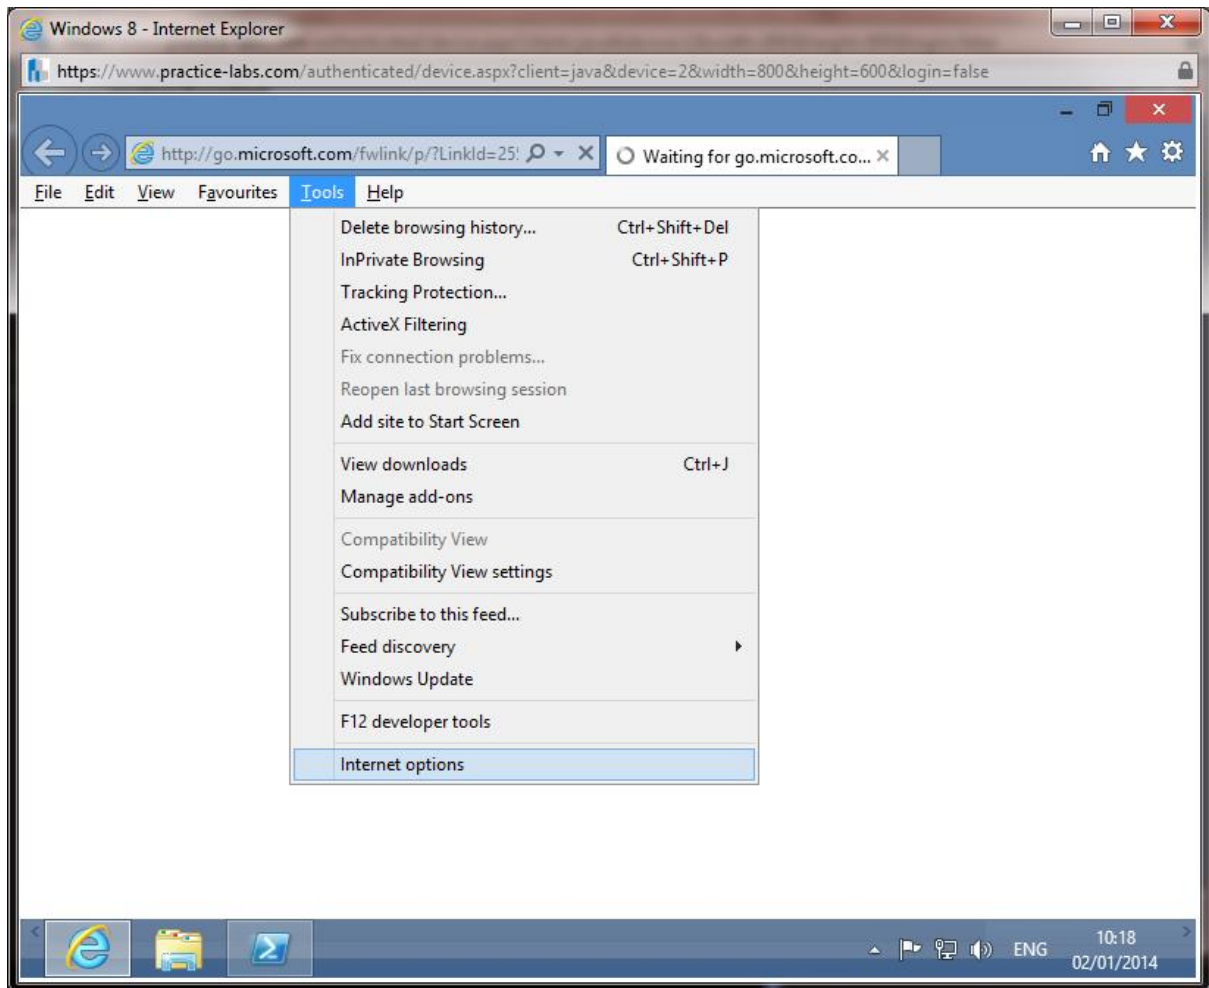 Windows 8 - Internet Explorer
https://www.practice-labs.com/authenticated/device.aspx?client=java&device=2&width=800&height=600&login=false
http://go.microsoft.com/fwlink/p/?LinkId=25 Waiting for go.microsoft.co...
File Edit View Favourites Tools Help
Delete browsing history... Ctrl+Shift+Del
InPrivate Browsing Ctrl+Shift+P
Tracking Protection...
ActiveX Filtering
Fix connection problems...
Reopen last browsing session
Add site to Start Screen
View downloads Ctrl+J
Manage add-ons
Compatibility View
Compatibility View settings
Subscribe to this feed...
Feed discovery
Windows Update
F12 developer tools
Internet options
ENG 10:18
02/01/2014